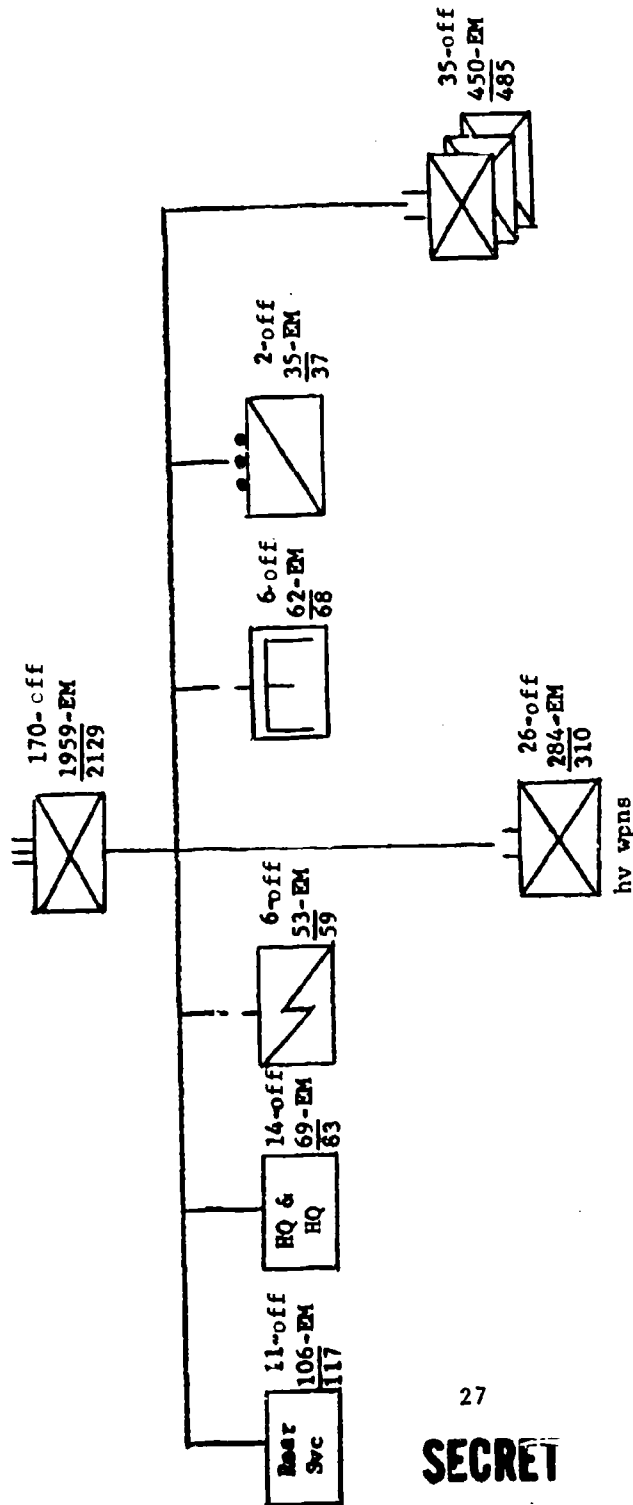 170-off
1959-EM
2129
Rear
Svc
11-off
106-EM
117
HQ &
HQ
14-off
69-EM
83
6-off
53-EM
59
6-off
62-EM
68
2-off
35-EM
37
35-off
450-EM
485
26-off
284-EM
310
hv wpns
27
SECRET